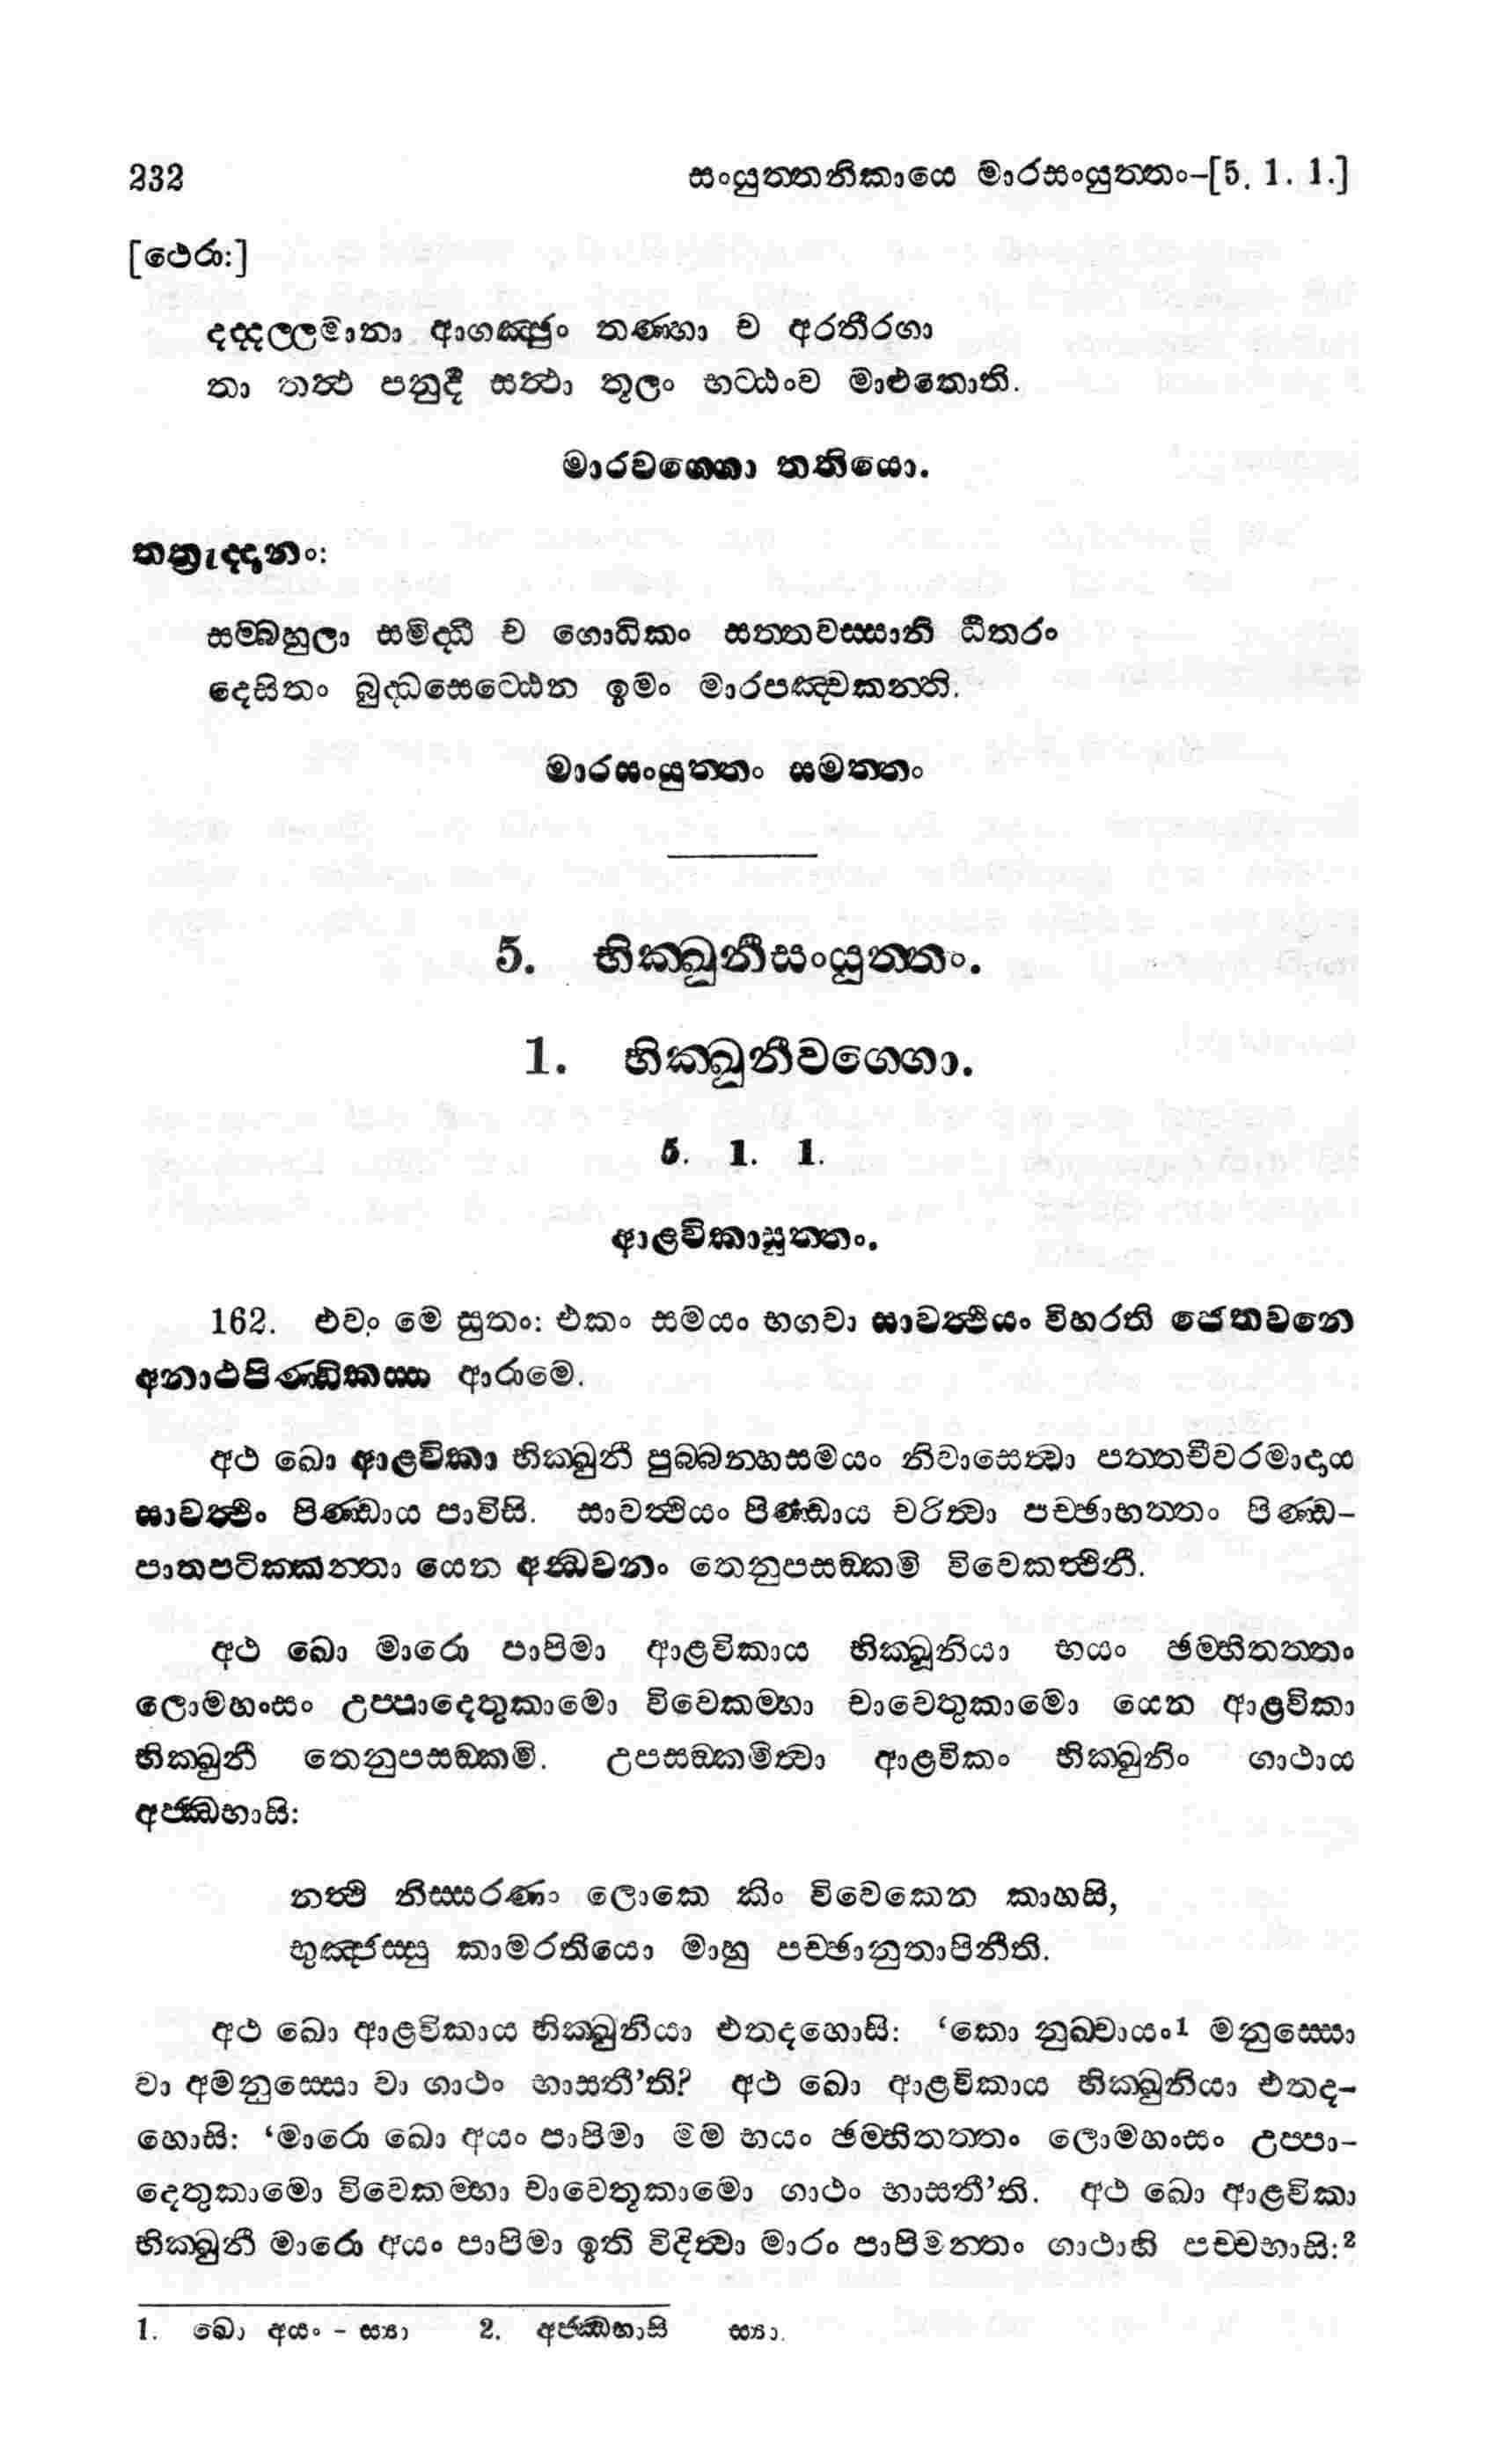 232 සංයුත්තනිකායෙ මාරසංයුත්තං-[5. 1. 1.]
[ථෙරා:]
දද්දල්ලමානා ආගඤ්ඡුං තණ්හා ච අරතීරගා
තා තත්ථ පනුදී සත්ථා තූලං භට්ඨංව මාළුතොති.
මාරවග්ගො තතියො.
තත්‍රැද්දානං:
සම්බහුලා සමිද්ධි ච ගොධිකං සත්තවස්සානි ධීතරං
දෙසිතං බුද්ධසෙට්ඨෙන ඉමං මාරපඤ්චකන්ති.
මාරසංයුත්තං සමත්තං
5. භික්ඛුනීසංයුත්තං.
1. භික්ඛුනීවග්ගො.
5. 1. 1.
ආළවිකාසුත්තං.
162. එවං මෙ සුතං: එකං සමයං භගවා සාවත්ථියං විහරති ජෙතවනෙ
අනාථපිණ්ඩිකස්ස ආරාමෙ.
අථ ඛො ආළවිකා භික්ඛුනී පුබ්බන්හසමයං නිවාසෙත්වා පත්තචීවරමාදාය
සාවත්ථිං පිණ්ඩාය පාවිසි. සාවත්ථියං පිණ්ඩාය චරිත්වා පච්ඡාභත්තං පිණ්ඩ-
පාතපටික්කන්තා යෙන අන්ධවනං තෙනුපසඞ්කමි විවෙකත්ථිනී.
අථ ඛො මාරො පාපිමා ආළවිකාය භික්ඛුනියා භයං ඡම්භිතත්තං
ලොමහංසං උප්පාදෙතුකාමො විවෙකම්හා චාවෙතුකාමො යෙන ආළවිකා
භික්ඛුනී තෙනුපසඞ්කමි. උපසඞ්කමිත්වා ආළවිකං භික්ඛුනිං ගාථාය
අජ්ඣභාසි:
නත්ථි නිස්සරණං ලොකෙ කිං විවෙකෙන කාහසි,
භුඤ්ජස්සු කාමරතියො මාහු පච්ඡානුතාපිනීති.
අථ ඛො ආළවිකාය භික්ඛුනියා එතදහොසි: ‘කො නුඛ්වායං¹ මනුස්සො
වා අමනුස්සො වා ගාථං භාසතී’ති? අථ ඛො ආළවිකාය භික්ඛුනියා එතද-
හොසි: ‘මාරො ඛො අයං පාපිමා මම භයං ඡම්භිතත්තං ලොමහංසං උප්පා-
දෙතුකාමො විවෙකම්හා චාවෙතුකාමො ගාථං භාසතී’ති. අථ ඛො ආළවිකා
භික්ඛුනී මාරො අයං පාපිමා ඉති විදිත්වා මාරං පාපිමන්තං ගාථාහි පච්චභාසි:²
1. ඛො අයං - ස්‍යා 2. අජ්ඣභාසි ස්‍යා.